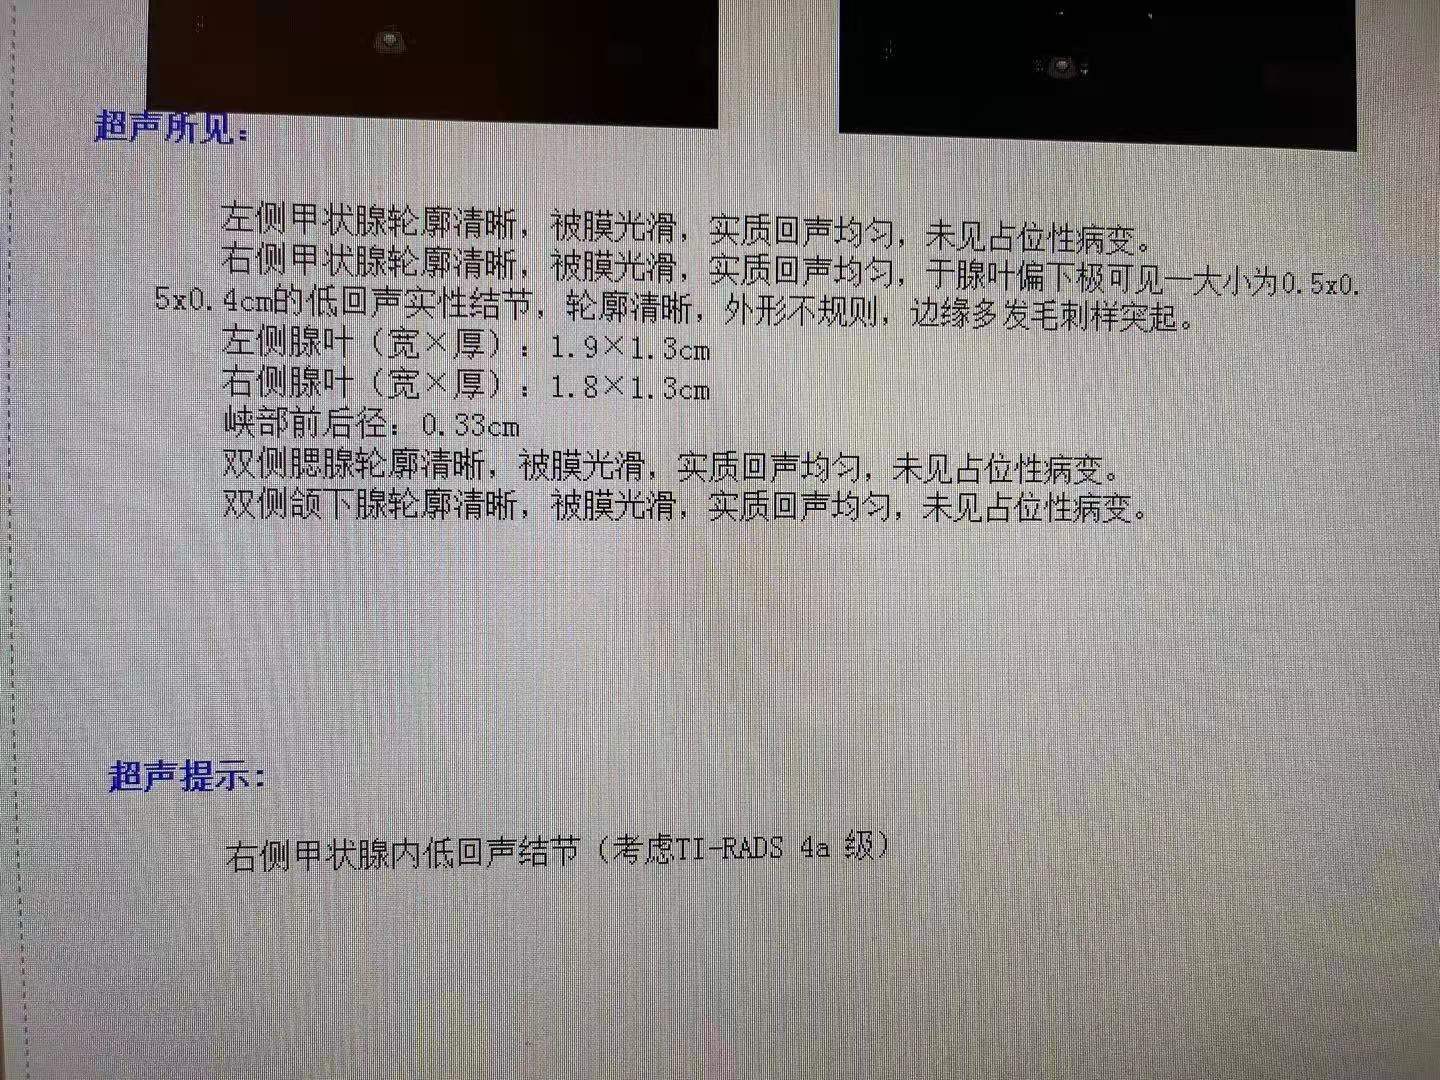 超声所见：
左侧甲状腺轮廓清晰，被膜光滑，实质回声均匀，未见占位性病变。
右侧甲状腺轮廓清晰，被膜光滑，实质回声均匀，于腺叶偏下极可见一大小为0.5x0.
5x0.4cm的低回声实性结节，轮廓清晰，外形不规则，边缘多发毛刺样突起。
左侧腺叶（宽×厚）：1.9×1.3cm
右侧腺叶（宽×厚）：1.8×1.3cm
峡部前后径：0.33cm
双侧腮腺轮廓清晰，被膜光滑，实质回声均匀，未见占位性病变。
双侧颌下腺轮廓清晰，被膜光滑，实质回声均匀，未见占位性病变。
超声提示：
右侧甲状腺内低回声结节（考虑TI-RADS 4a 级）